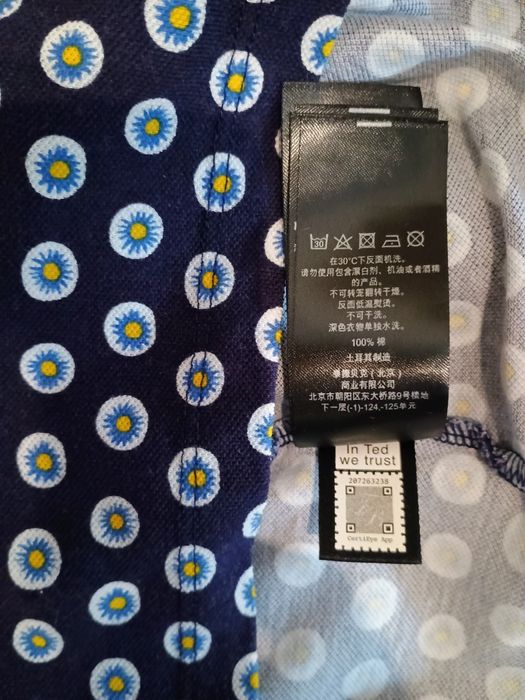 30
在30°C下反面机洗。
请勿使用包含漂白剂、机油或者酒精
的产品。
不可转笼翻转干燥。
反面低温熨烫。
不可干洗。
深色衣物单独水洗。
100% 棉
土耳其制造
泰德贝克(北京)
商业有限公司
北京市朝阳区东大桥路9号楼地
下一层(-1)-124,-125单元
In Ted
we trust
207263238
CertiEye App